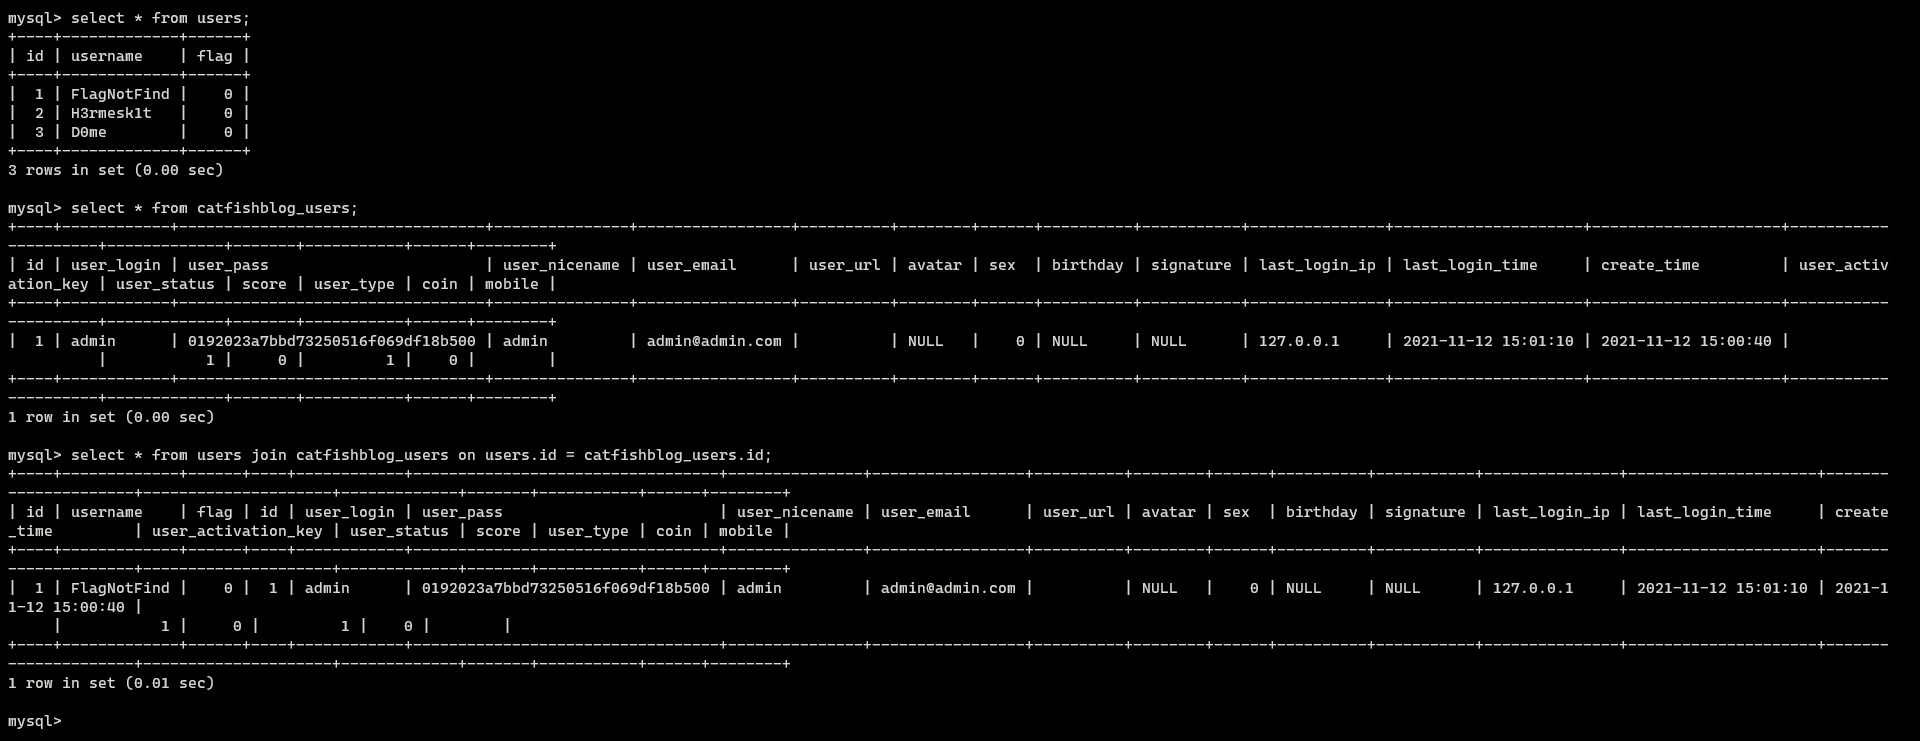 mysql> select * from users;
+----+-------------+------+
| id | username    | flag |
+----+-------------+------+
|  1 | FlagNotFind |    0 |
|  2 | H3rmesk1t   |    0 |
|  3 | D0me        |    0 |
+----+-------------+------+
3 rows in set (0.00 sec)
mysql> select * from catfishblog_users;
+----+------------+----------------------------------+---------------+-----------------+----------+--------+------+----------+-----------+---------------+---------------------+---------------------+-----------
----------+-------------+-------+-----------+------+--------+
| id | user_login | user_pass                        | user_nicename | user_email      | user_url | avatar | sex  | birthday | signature | last_login_ip | last_login_time     | create_time         | user_activ
ation_key | user_status | score | user_type | coin | mobile |
+----+------------+----------------------------------+---------------+-----------------+----------+--------+------+----------+-----------+---------------+---------------------+---------------------+-----------
----------+-------------+-------+-----------+------+--------+
|  1 | admin      | 0192023a7bbd73250516f069df18b500 | admin         | admin@admin.com |          | NULL   |    0 | NULL     | NULL      | 127.0.0.1     | 2021-11-12 15:01:10 | 2021-11-12 15:00:40 |
          |           1 |     0 |         1 |    0 |        |
+----+------------+----------------------------------+---------------+-----------------+----------+--------+------+----------+-----------+---------------+---------------------+---------------------+-----------
----------+-------------+-------+-----------+------+--------+
1 row in set (0.00 sec)
mysql> select * from users join catfishblog_users on users.id = catfishblog_users.id;
+----+-------------+------+----+------------+----------------------------------+---------------+-----------------+----------+--------+------+----------+-----------+---------------+---------------------+-------
--------------+---------------------+-------------+-------+-----------+------+--------+
| id | username    | flag | id | user_login | user_pass                        | user_nicename | user_email      | user_url | avatar | sex  | birthday | signature | last_login_ip | last_login_time     | create
_time         | user_activation_key | user_status | score | user_type | coin | mobile |
+----+-------------+------+----+------------+----------------------------------+---------------+-----------------+----------+--------+------+----------+-----------+---------------+---------------------+-------
--------------+---------------------+-------------+-------+-----------+------+--------+
|  1 | FlagNotFind |    0 |  1 | admin      | 0192023a7bbd73250516f069df18b500 | admin         | admin@admin.com |          | NULL   |    0 | NULL     | NULL      | 127.0.0.1     | 2021-11-12 15:01:10 | 2021-1
1-12 15:00:40 |
     |           1 |     0 |         1 |    0 |        |
+----+-------------+------+----+------------+----------------------------------+---------------+-----------------+----------+--------+------+----------+-----------+---------------+---------------------+-------
--------------+---------------------+-------------+-------+-----------+------+--------+
1 row in set (0.01 sec)
mysql>